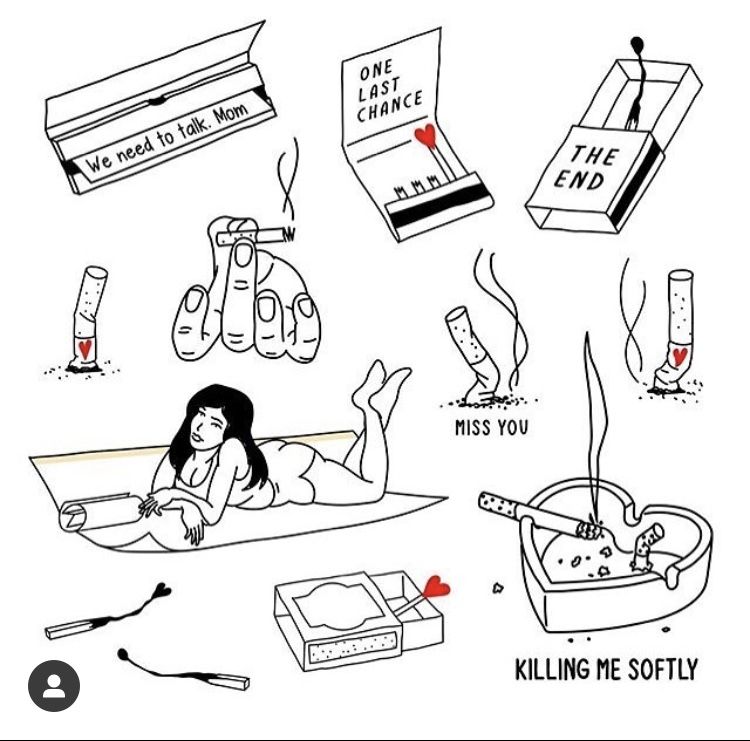 We need to talk. Mom
ONE
LAST
CHANCE
THE
END
MISS YOU
KILLING ME SOFTLY